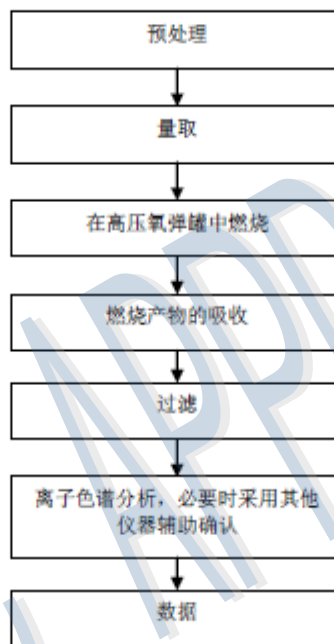 预处理
量取
在高压氧弹罐中燃烧
燃烧产物的吸收
过滤
离子色谱分析，必要时采用其他
仪器辅助确认
数据